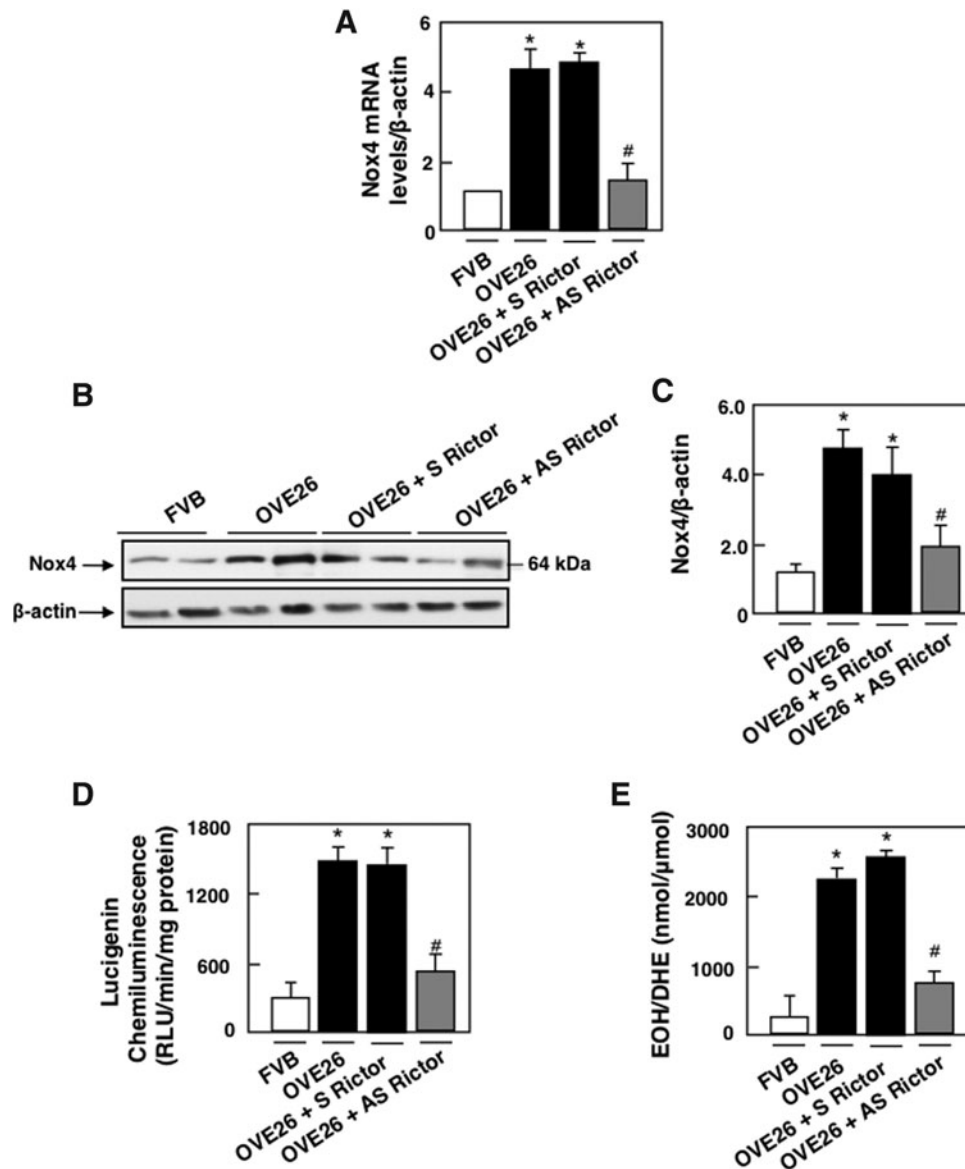 A
Nox4 mRNA
levels/β-actin
6
4
2
0
*
*
#
FVB
OVE26
OVE26 + S Rictor
OVE26 + AS Rictor
B
FVB
OVE26
OVE26 + S Rictor
OVE26 + AS Rictor
Nox4
64 kDa
β-actin
C
Nox4/β-actin
6.0
4.0
2.0
0.0
*
*
#
FVB
OVE26
OVE26 + S Rictor
OVE26 + AS Rictor
D
Lucigenin
Chemiluminescence
(RLU/min/mg protein)
1800
1200
600
0
*
*
#
FVB
OVE26
OVE26 + S Rictor
OVE26 + AS Rictor
E
EOH/DHE (nmol/μmol)
3000
2000
1000
0
*
*
#
FVB
OVE26
OVE26 + S Rictor
OVE26 + AS Rictor